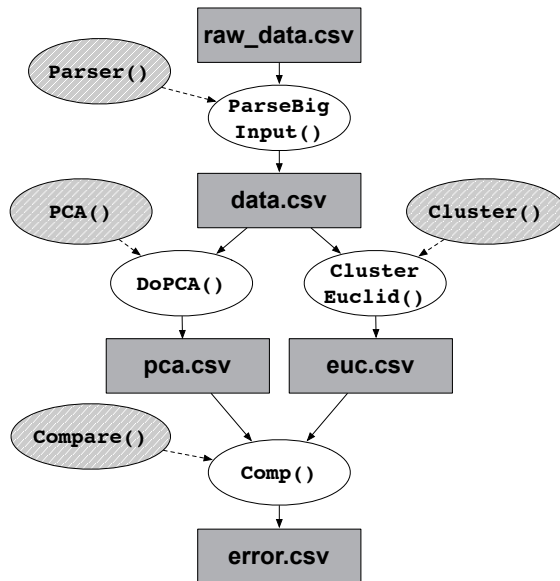 raw_data.csv
Parser()
ParseBig
Input()
data.csv
PCA()
Cluster()
DoPCA()
Cluster
Euclid()
pca.csv
euc.csv
Compare()
Comp()
error.csv